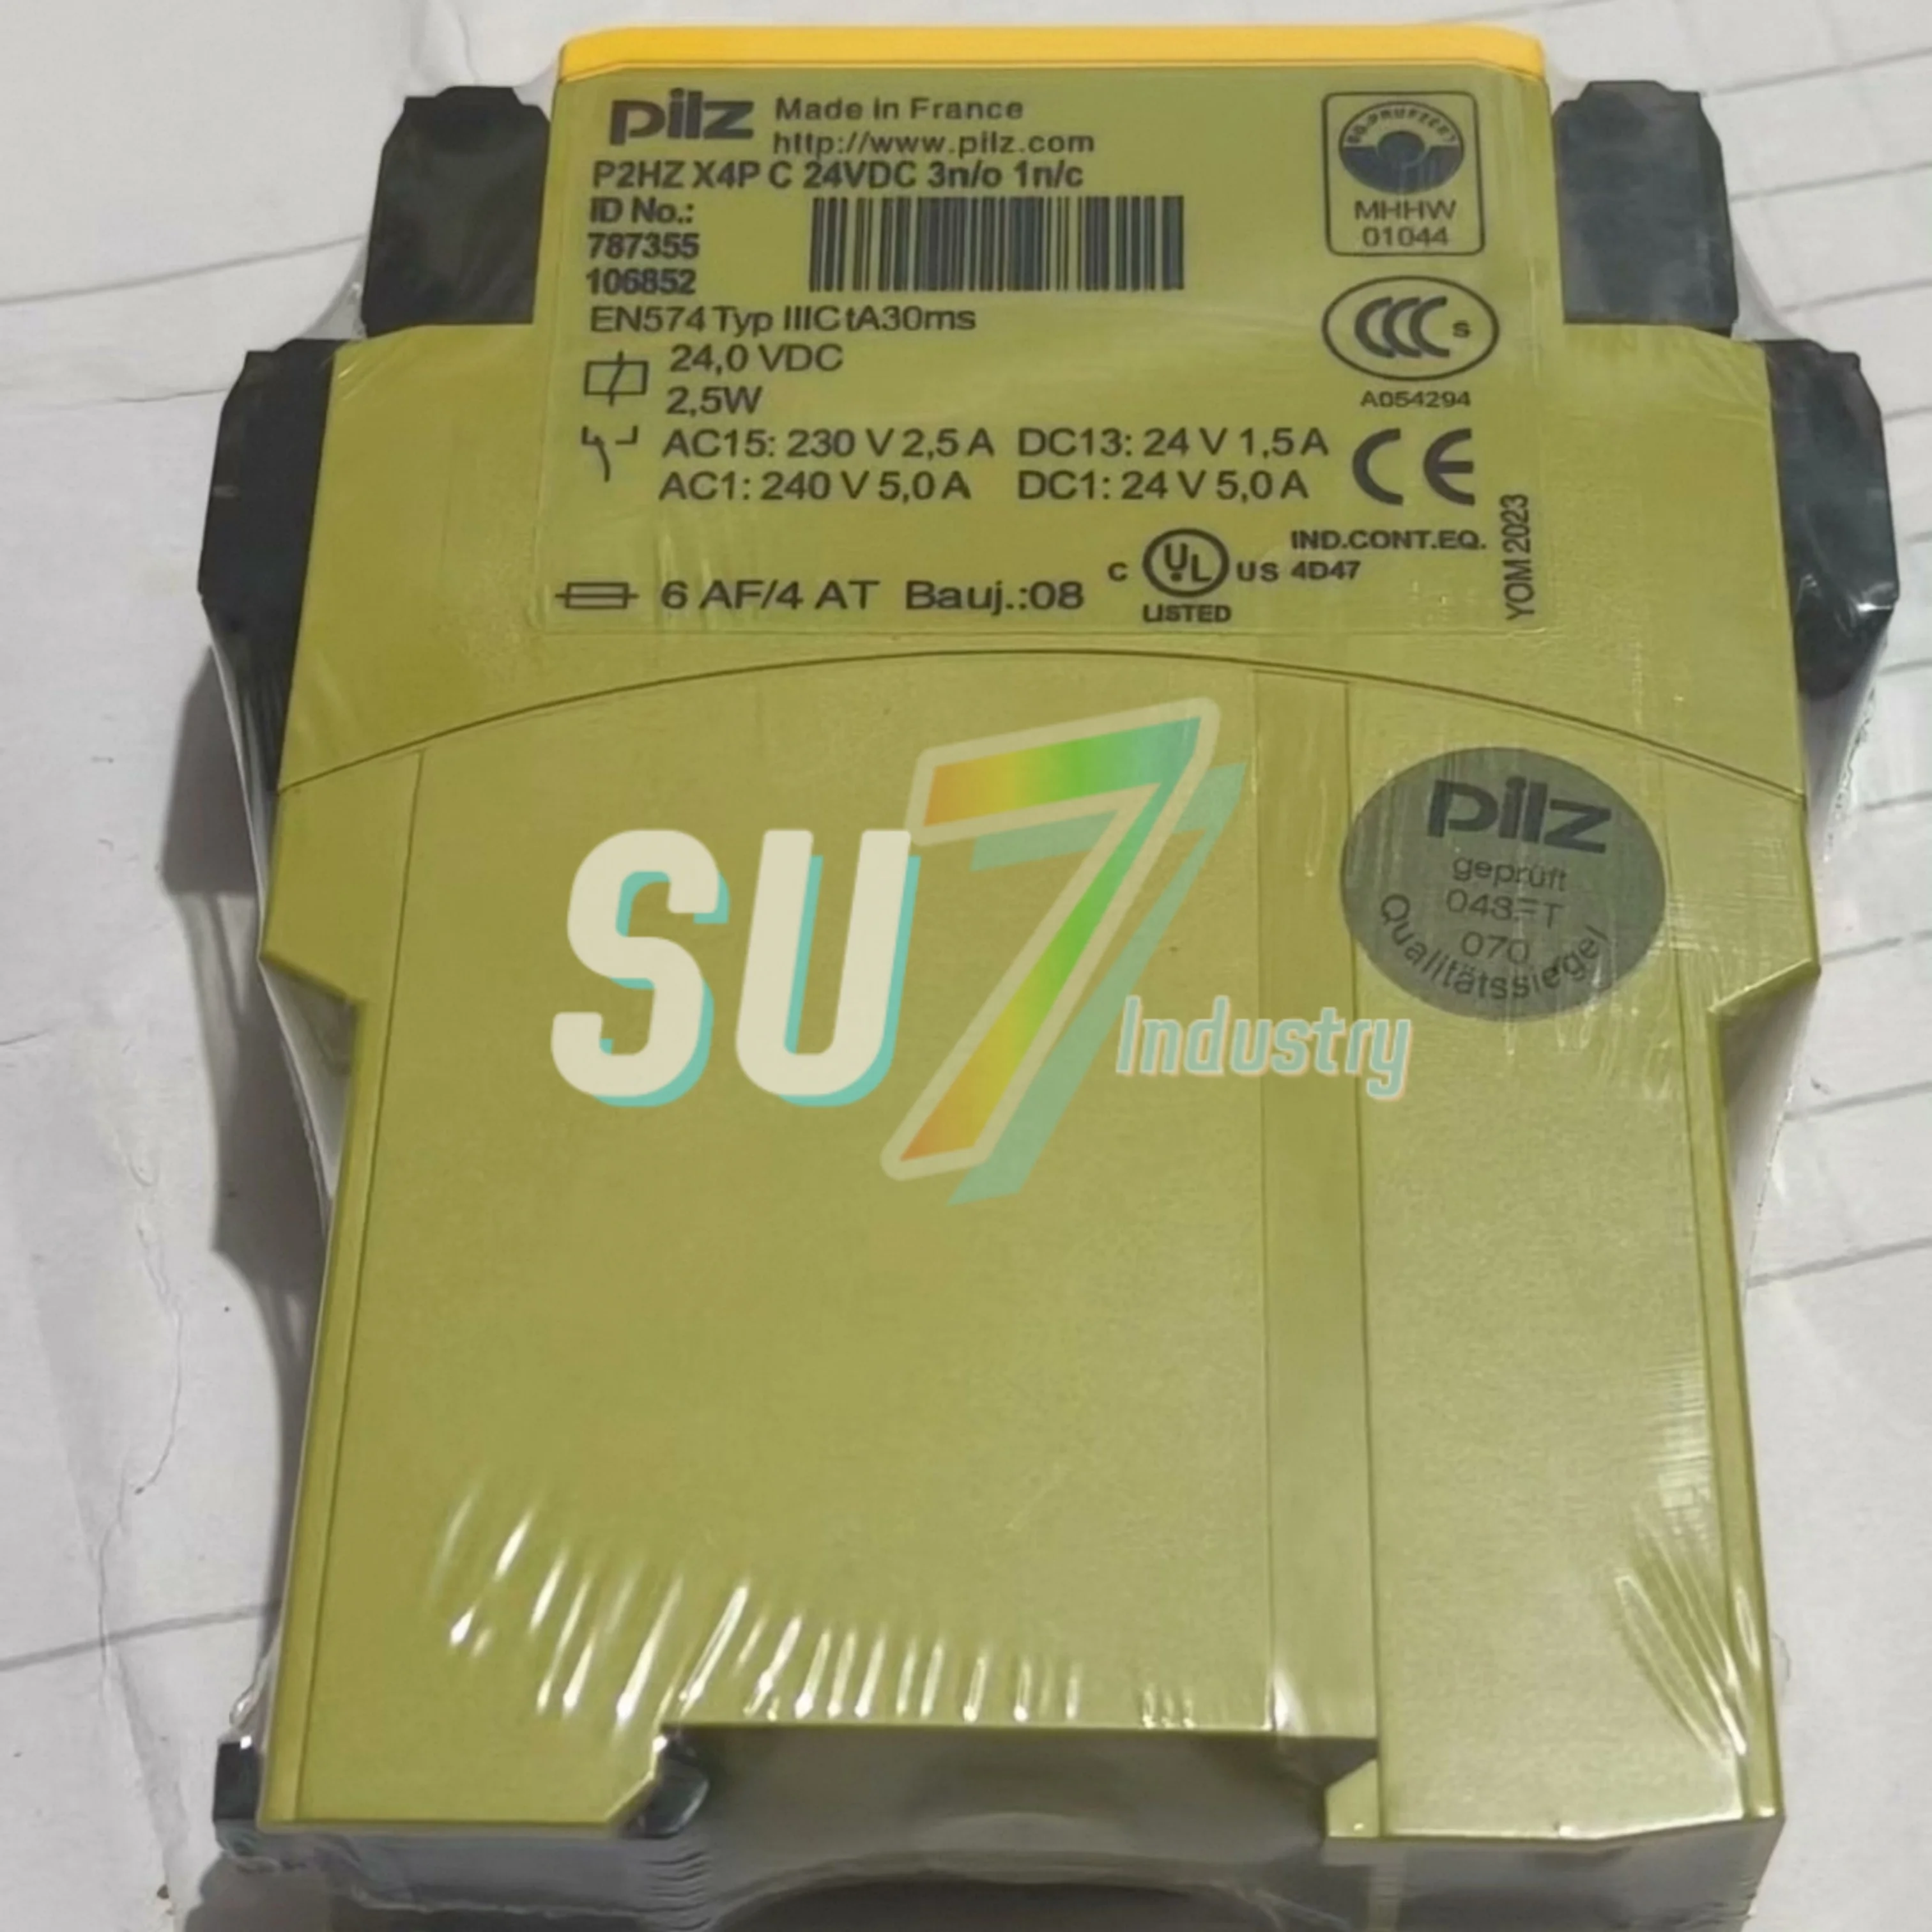 pilz Made in France
http://www.pilz.com
P2HZ X4P C 24VDC 3n/o 1n/c
ID No.:
787355
106852
EN574 Typ IIIC tA30ms
24,0 VDC
2,5W
AC15: 230 V 2,5 A DC13: 24 V 1,5 A
AC1: 240 V 5,0 A DC1: 24 V 5,0 A
6 AF/4 AT Bauj.:08
C UL US
LISTED
IND.CONT.EQ.
4D47
YOM 2023
MHHW
01044
CCC S
A054294
CE
pilz
geprüft
070
Qualitätssiegel
SU7
Industry